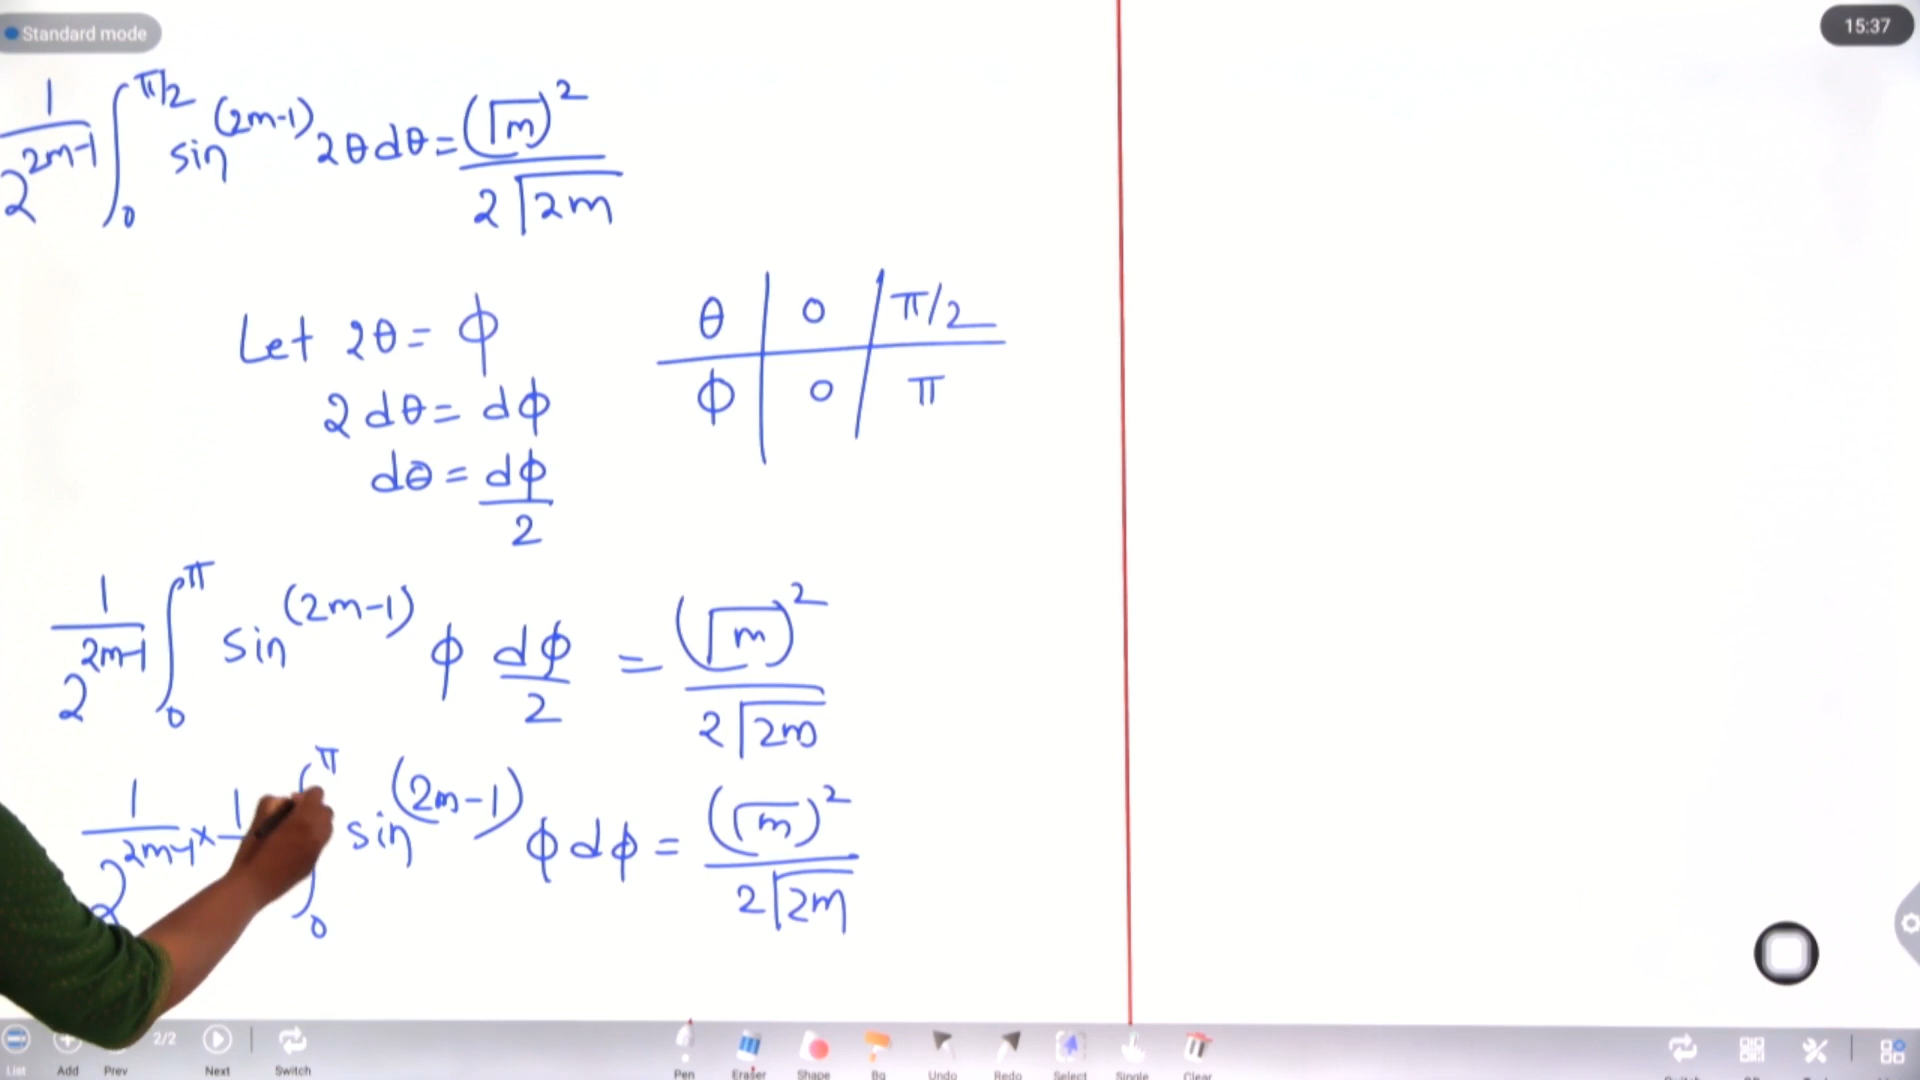 Standard mode
15:37
1/2^(2m-1) ∫_0^(π/2) sin^(2m-1) 2θ dθ = (Γm)^2 / 2Γ2m
Let 2θ = ϕ
θ | 0 | π/2
ϕ | 0 | π
2 dθ = dϕ
dθ = dϕ/2
1/2^(2m-1) ∫_0^π sin^(2m-1) ϕ dϕ/2 = (Γm)^2 / 2Γ2m
1/2^(2m-1) × 1 ∫_0^π sin^(2m-1) ϕ dϕ = (Γm)^2 / 2Γ2m
2/2
List Add Prev Next Switch Pen Eraser Shape Bg Undo Redo Select Single Clear